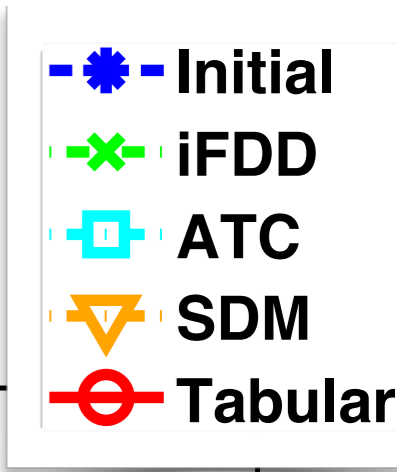 Initial
iFDD
ATC
SDM
Tabular